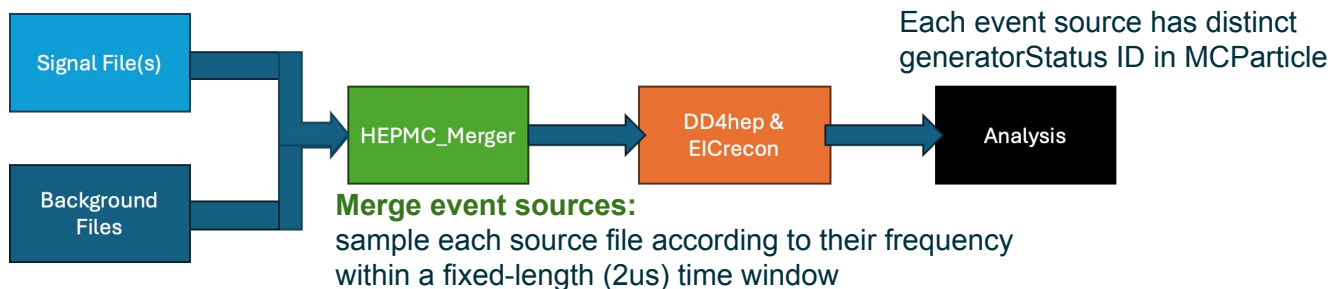 Each event source has distinct
generatorStatus ID in MCParticle
Signal File(s)
HEPMC_Merger
DD4hep &
EICrecon
Analysis
Background
Files
Merge event sources:
sample each source file according to their frequency
within a fixed-length (2us) time window